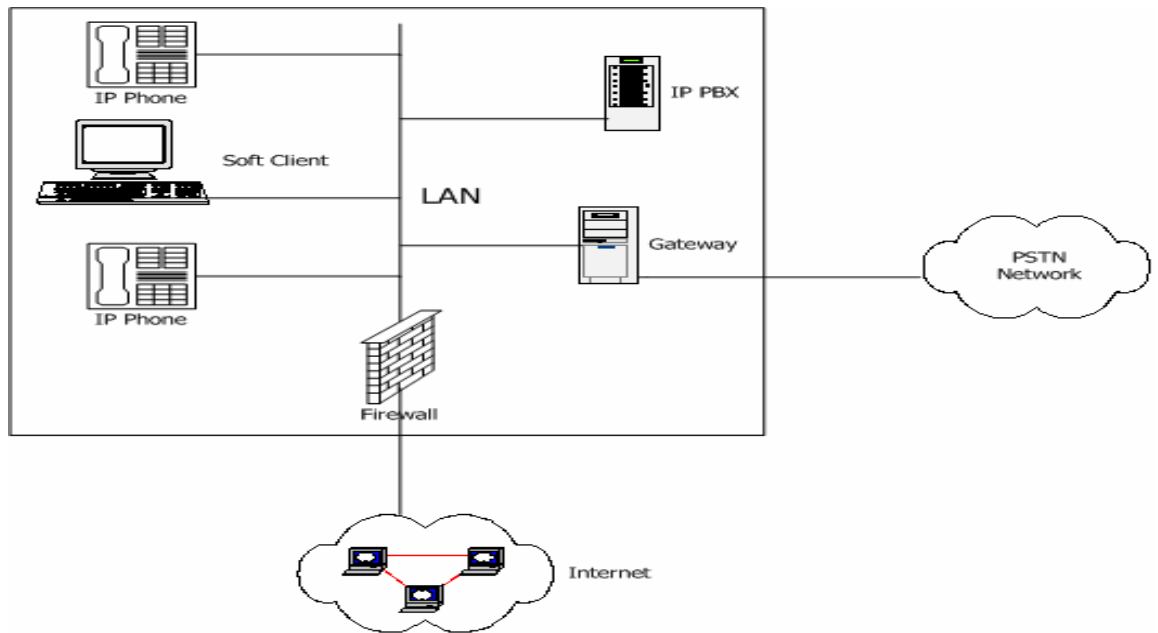 IP Phone
IP PBX
Soft Client
LAN
Gateway
PSTN
Network
IP Phone
Firewall
Internet